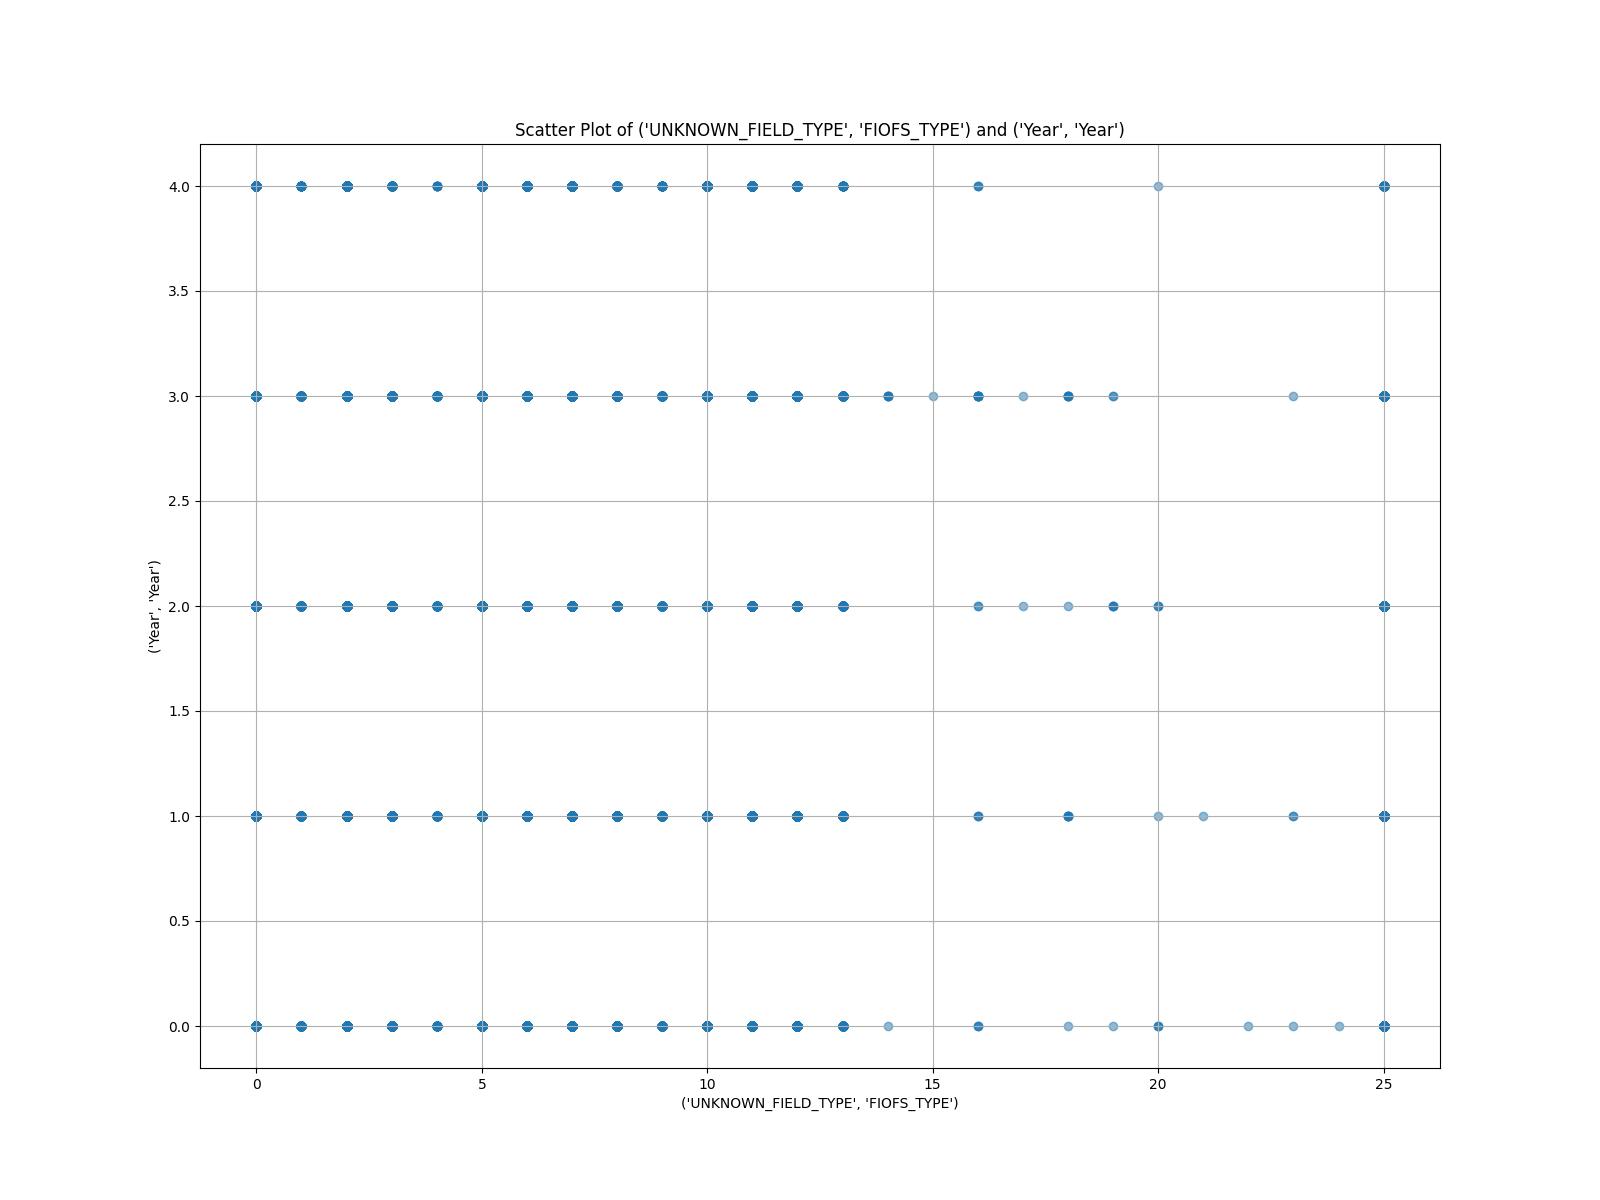 Scatter Plot of ('UNKNOWN_FIELD_TYPE', 'FIOFS_TYPE') and ('Year', 'Year')
4.0
3.5
3.0
2.5
2.0
1.5
1.0
0.5
0.0
('Year', 'Year')
0 5 10 15 20 25
('UNKNOWN_FIELD_TYPE', 'FIOFS_TYPE')